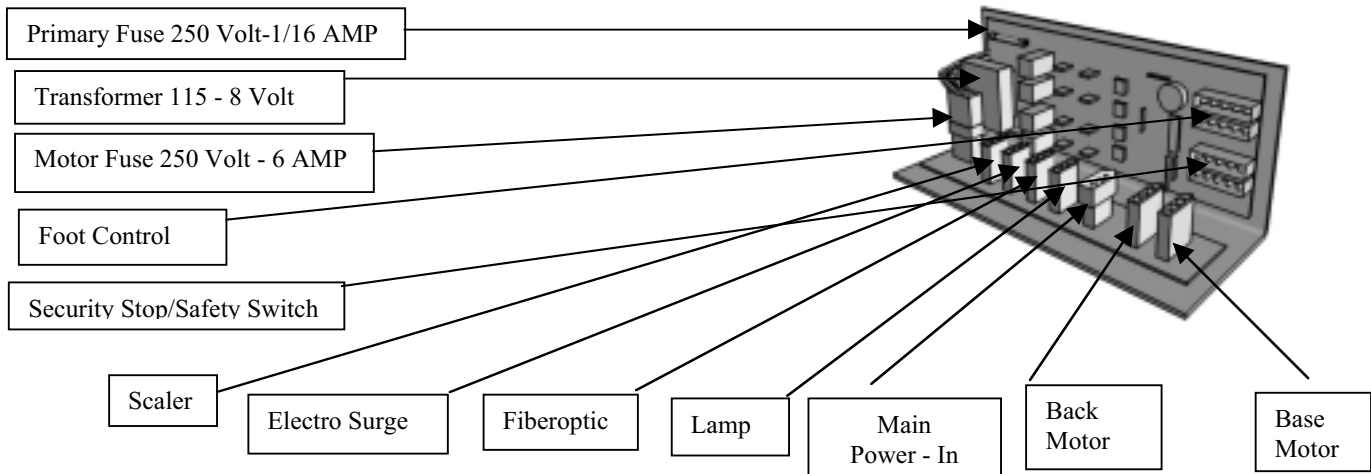 Primary Fuse 250 Volt-1/16 AMP
Transformer 115 - 8 Volt
Motor Fuse 250 Volt - 6 AMP
Foot Control
Security Stop/Safety Switch
Scaler
Electro Surge
Fiberoptic
Lamp
Main
Power - In
Back
Motor
Base
Motor